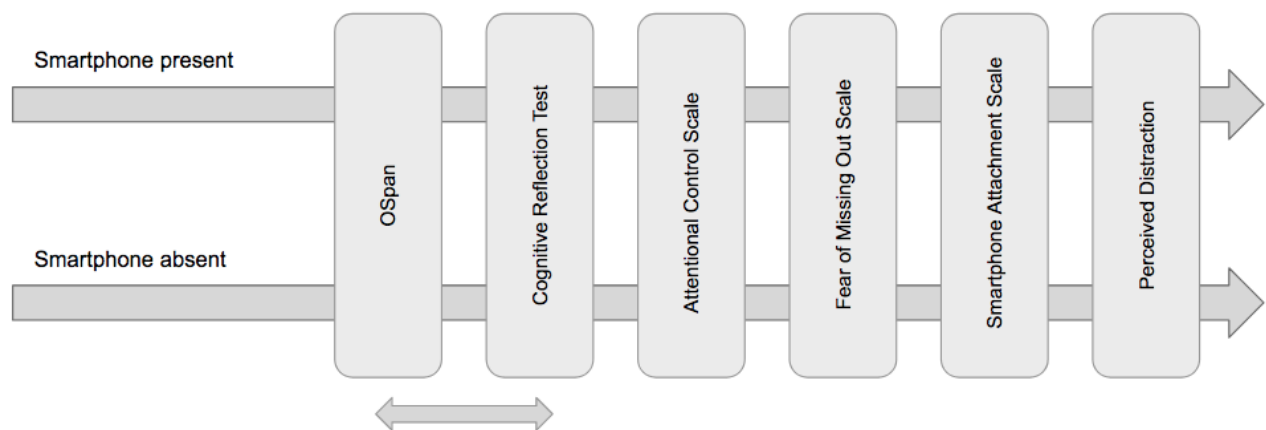 Smartphone present
Smartphone absent
OSpan
Cognitive Reflection Test
Attentional Control Scale
Fear of Missing Out Scale
Smartphone Attachment Scale
Perceived Distraction